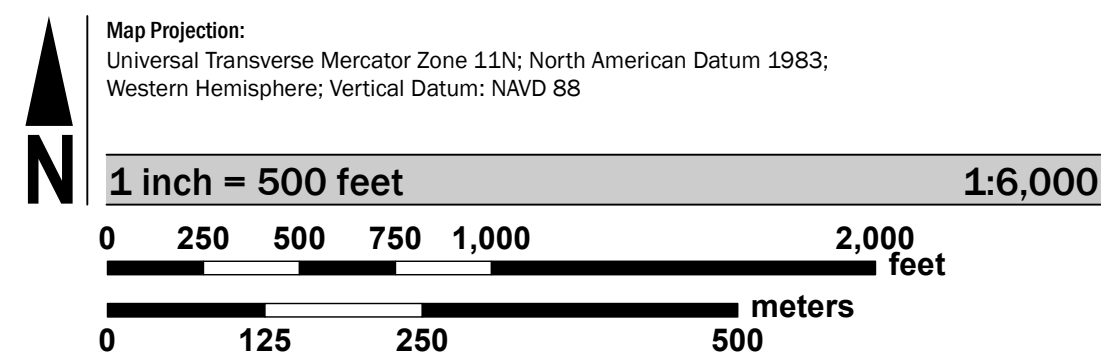 Map Projection:
Universal Transverse Mercator Zone 11N; North American Datum 1983;
Western Hemisphere; Vertical Datum: NAVD 88
N
1 inch = 500 feet 1:6,000
0 250 500 750 1,000 2,000
feet
meters
0 125 250 500